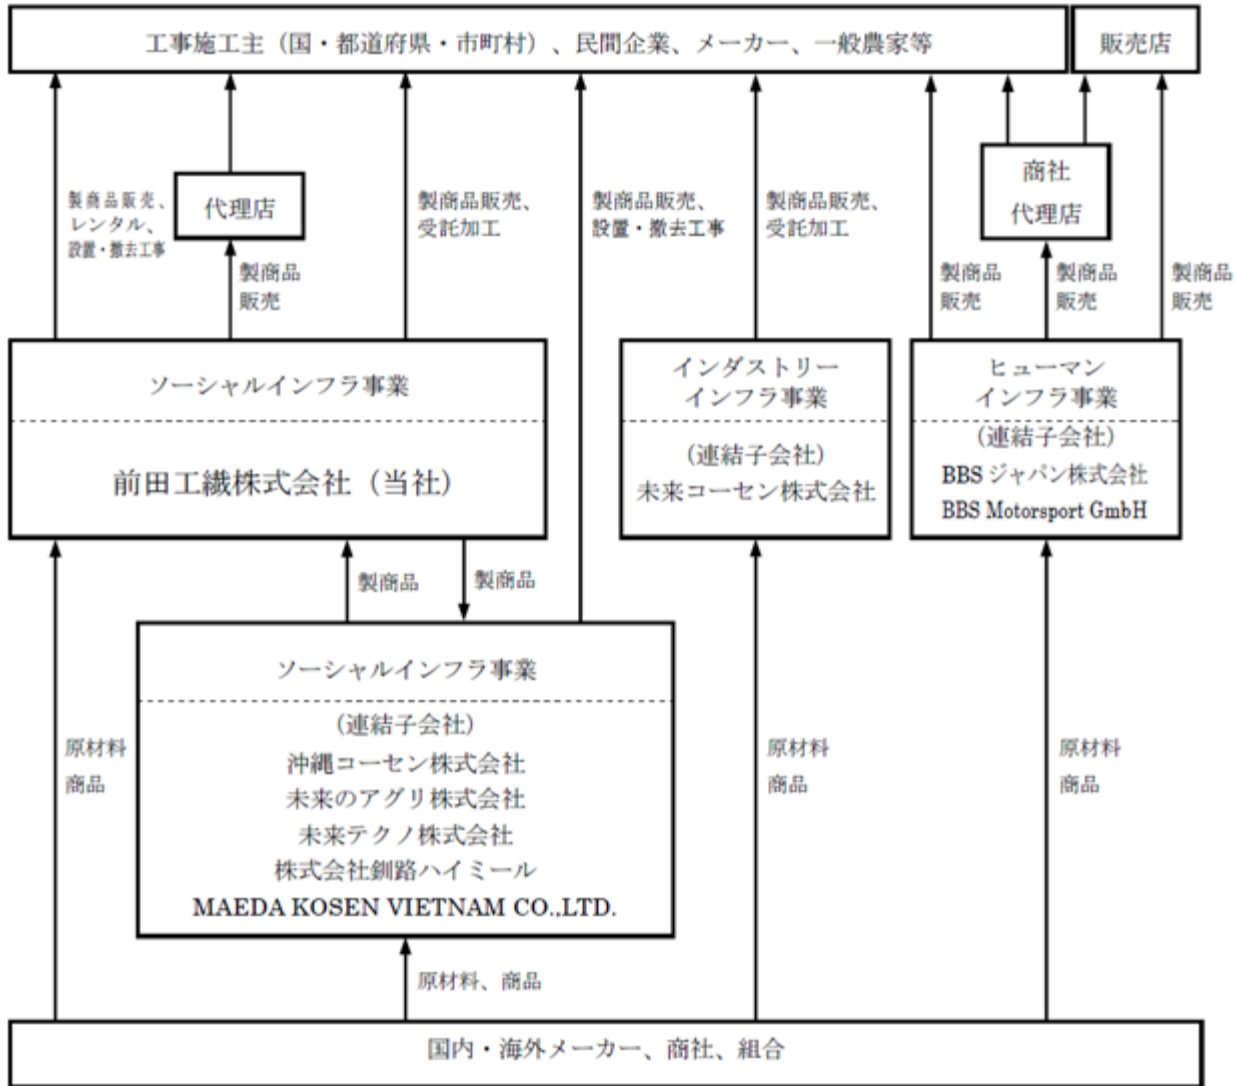 工事施工主（国・都道府県・市町村）、民間企業、メーカー、一般農家等
販売店
製商品販売、
レンタル、
設置・撤去工事
代理店
製商品
販売
製商品販売、
受託加工
製商品販売、
設置・撤去工事
製商品販売、
受託加工
商社
代理店
製商品
販売
製商品
販売
製商品
販売
ソーシャルインフラ事業
前田工繊株式会社（当社）
インダストリー
インフラ事業
（連結子会社）
未来コーセン株式会社
ヒューマン
インフラ事業
（連結子会社）
BBS ジャパン株式会社
BBS Motorsport GmbH
製商品
製商品
ソーシャルインフラ事業
（連結子会社）
沖縄コーセン株式会社
未来のアグリ株式会社
未来テクノ株式会社
株式会社釧路ハイミール
MAEDA KOSEN VIETNAM CO.,LTD.
原材料
商品
原材料、商品
原材料
商品
原材料
商品
国内・海外メーカー、商社、組合